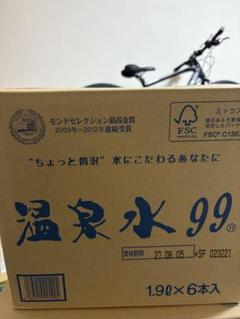 モンドセレクション最高金賞
2009年ー2012年連続受賞
FSC
ミックス
FSC® C1383
"ちょっと贅沢" 水にこだわるあなたに
温泉水99®
賞味期限 27.06.05 +SF 023221
1.9ℓ×6本入